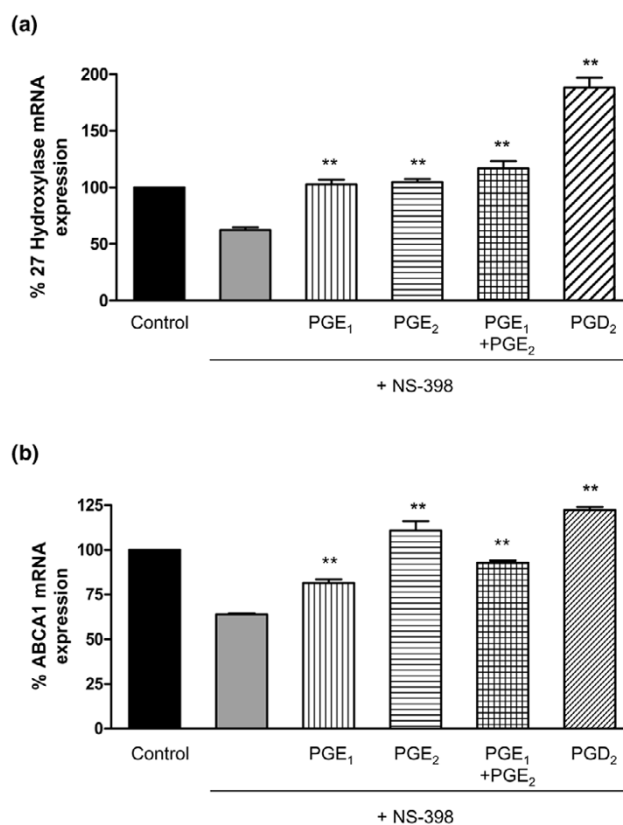 (a)
% 27 Hydroxylase mRNA
expression
200
150
100
50
0
**
**
**
**
Control
PGE₁
PGE₂
PGE₁
+PGE₂
PGD₂
+ NS-398
(b)
% ABCA1 mRNA
expression
125
100
75
50
25
0
**
**
**
**
Control
PGE₁
PGE₂
PGE₁
+PGE₂
PGD₂
+ NS-398